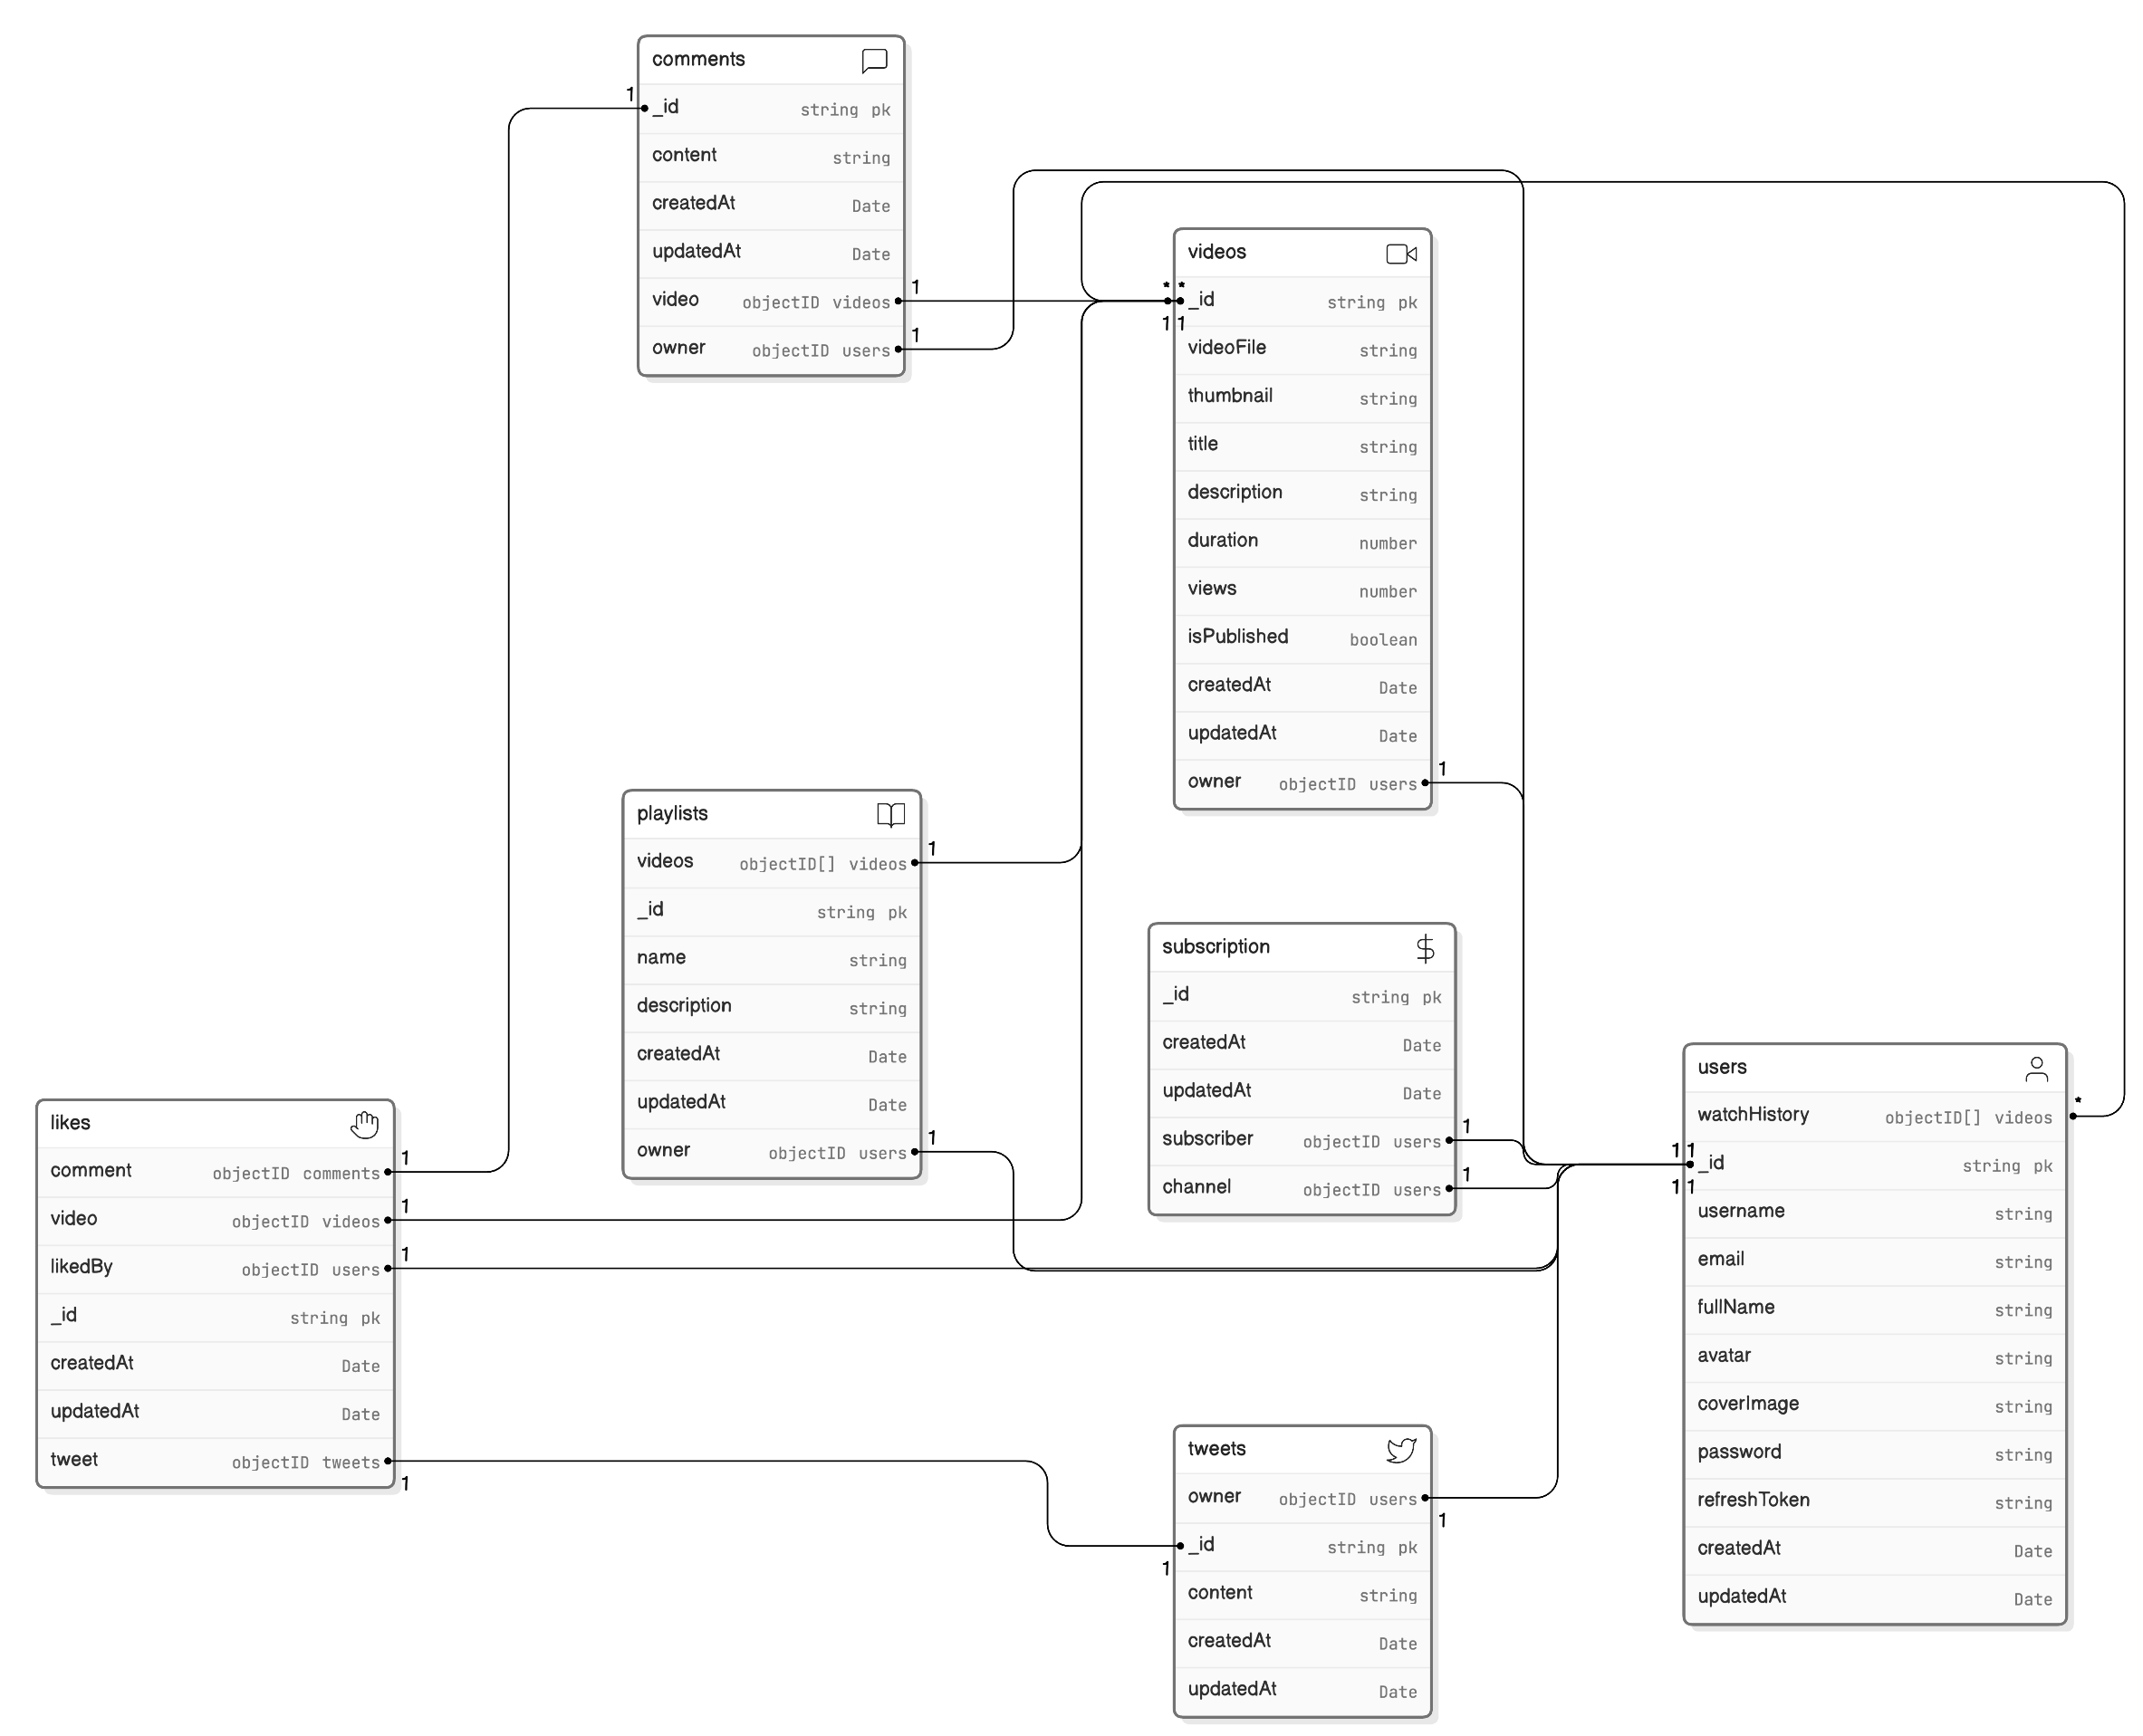 comments
1
_id string pk
content string
createdAt Date
updatedAt Date
video objectID videos 1
owner objectID users 1
videos
* *
_id string pk
1 1
videoFile string
thumbnail string
title string
description string
duration number
views number
isPublished boolean
createdAt Date
updatedAt Date
owner objectID users 1
playlists
videos objectID[] videos 1
_id string pk
name string
description string
createdAt Date
updatedAt Date
owner objectID users 1
subscription
_id string pk
createdAt Date
updatedAt Date
subscriber objectID users 1
channel objectID users 1
users
watchHistory objectID[] videos *
1 1
_id string pk
1 1
username string
email string
fullName string
avatar string
coverImage string
password string
refreshToken string
createdAt Date
updatedAt Date
likes
comment objectID comments 1
video objectID videos 1
likedBy objectID users 1
_id string pk
createdAt Date
updatedAt Date
tweet objectID tweets
1
tweets
owner objectID users
1
_id string pk
1
content string
createdAt Date
updatedAt Date